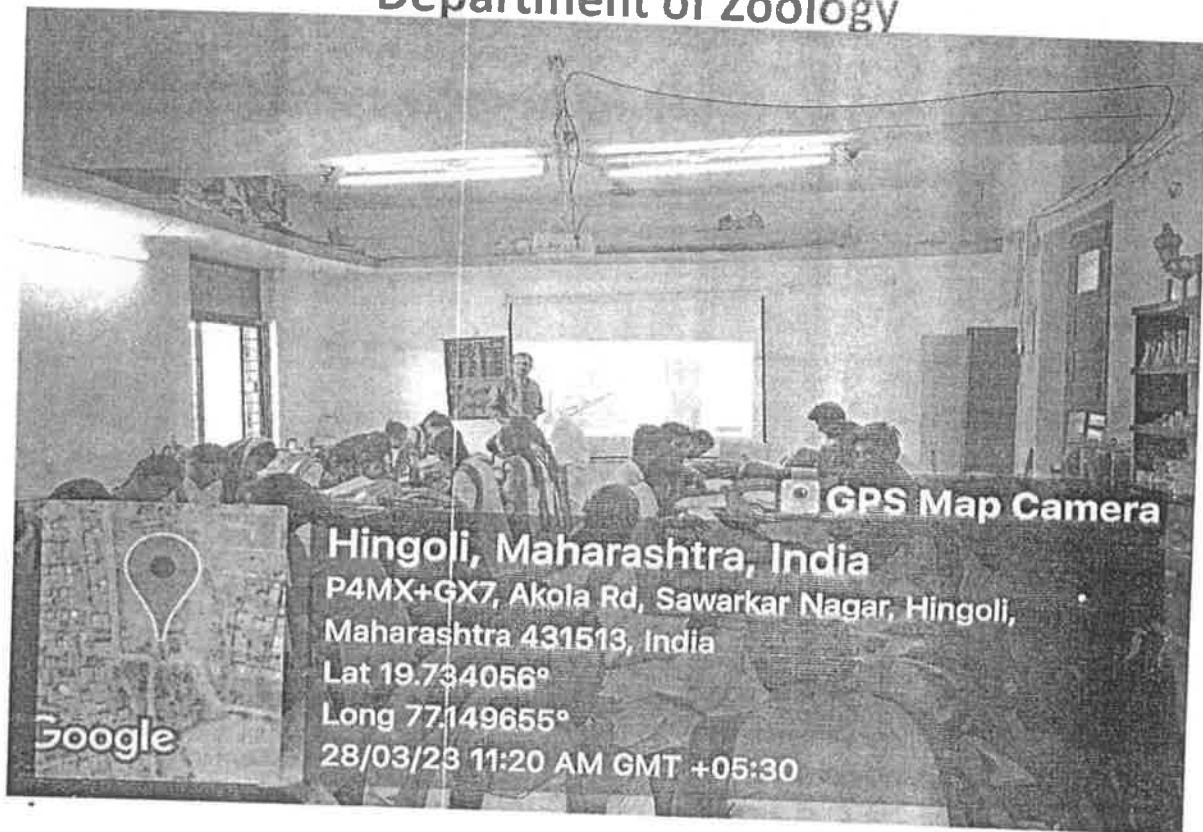 Department of Zoology
GPS Map Camera
Hingoli, Maharashtra, India
P4MX+GX7, Akola Rd, Sawarkar Nagar, Hingoli,
Maharashtra 431513, India
Lat 19.734056°
Long 77.149655°
28/03/23 11:20 AM GMT +05:30
Google